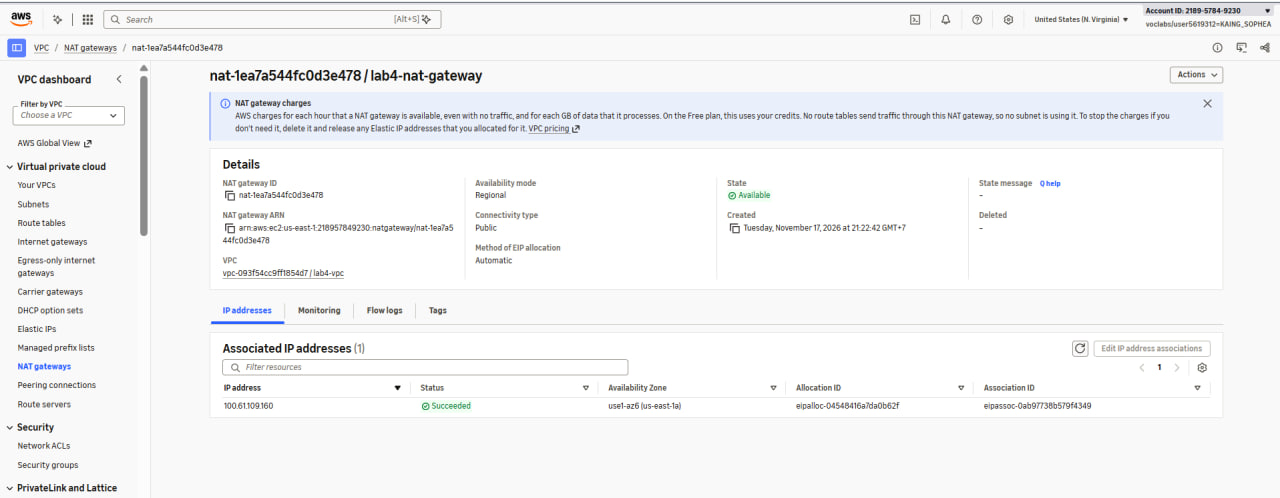 aws
Search
[Alt+S]
United States (N. Virginia)
Account ID: 2189-5784-9230
voclabs/user5619312=KAING_SOPHEA
VPC / NAT gateways / nat-1ea7a544fc0d3e478
VPC dashboard
Filter by VPC
Choose a VPC
AWS Global View
Virtual private cloud
Your VPCs
Subnets
Route tables
Internet gateways
Egress-only internet
gateways
Carrier gateways
DHCP option sets
Elastic IPs
Managed prefix lists
NAT gateways
Peering connections
Route servers
Security
Network ACLs
Security groups
PrivateLink and Lattice
nat-1ea7a544fc0d3e478 / lab4-nat-gateway
Actions
NAT gateway charges
AWS charges for each hour that a NAT gateway is available, even with no traffic, and for each GB of data that it processes. On the Free plan, this uses your credits. No route tables send traffic through this NAT gateway, so no subnet is using it. To stop the charges if you
don't need it, delete it and release any Elastic IP addresses that you allocated for it. VPC pricing
Details
NAT gateway ID
nat-1ea7a544fc0d3e478
NAT gateway ARN
arn:aws:ec2:us-east-1:218957849230:natgateway/nat-1ea7a5
44fc0d3e478
VPC
vpc-093f54cc9ff1854d7 / lab4-vpc
Availability mode
Regional
Connectivity type
Public
Method of EIP allocation
Automatic
State
Available
Created
Tuesday, November 17, 2026 at 21:22:42 GMT+7
State message
help
–
Deleted
–
IP addresses
Monitoring
Flow logs
Tags
Associated IP addresses (1)
Edit IP address associations
Filter resources
1
IP address
Status
Availability Zone
Allocation ID
Association ID
100.61.109.160
Succeeded
use1-az6 (us-east-1a)
eipalloc-04548416a7da0b62f
eipassoc-0ab97738b579f4349